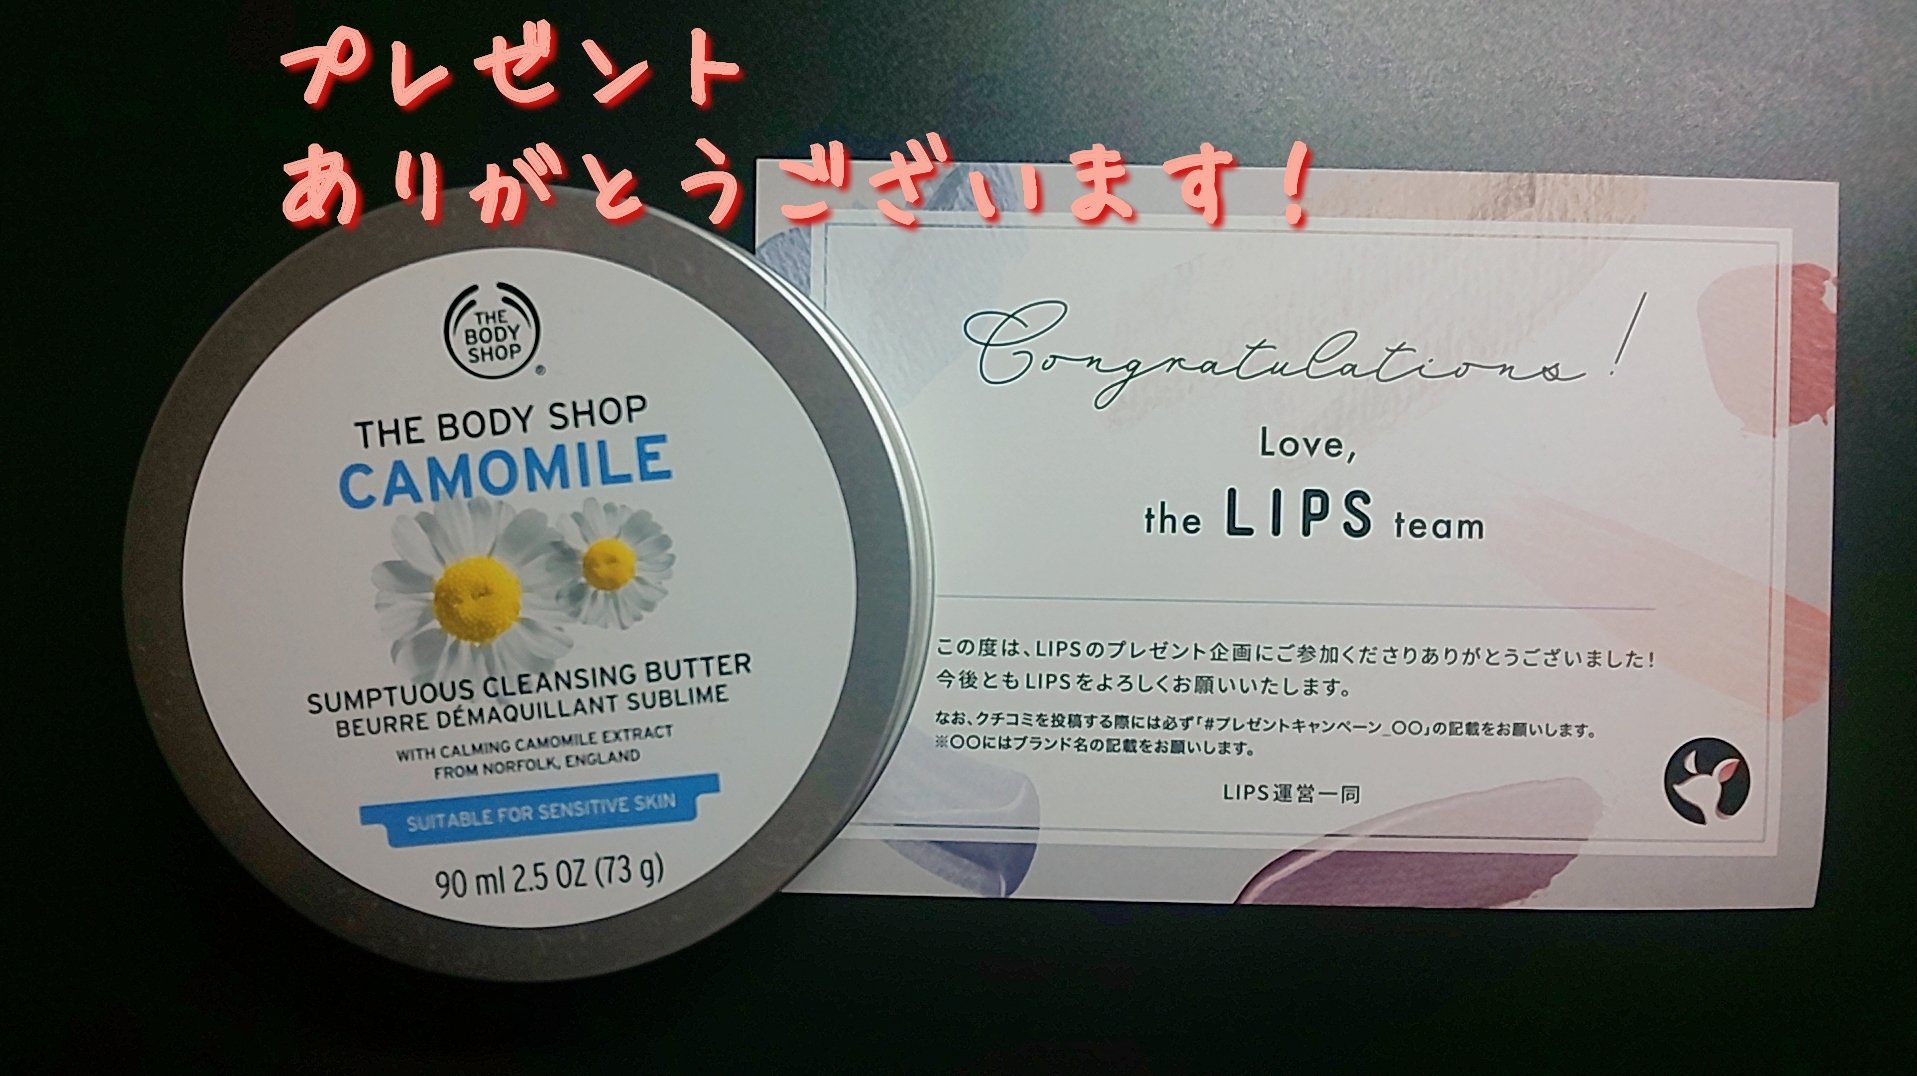 プレゼント
ありがとうございます!
THE
BODY
SHOP
®
THE BODY SHOP
CAMOMILE
SUMPTUOUS CLEANSING BUTTER
BEURRE DÉMAQUILLANT SUBLIME
WITH CALMING CAMOMILE EXTRACT
FROM NORFOLK, ENGLAND
SUITABLE FOR SENSITIVE SKIN
90 ml 2.5 OZ (73 g)
Congratulations!
Love,
the LIPS team
この度は、LIPSのプレゼント企画にご参加くださりありがとうございました!
今後ともLIPSをよろしくお願いいたします。
なお、クチコミを投稿する際には必ず「#プレゼントキャンペーン_〇〇」の記載をお願いします。
※〇〇にはブランド名の記載をお願いします。
LIPS運営一同